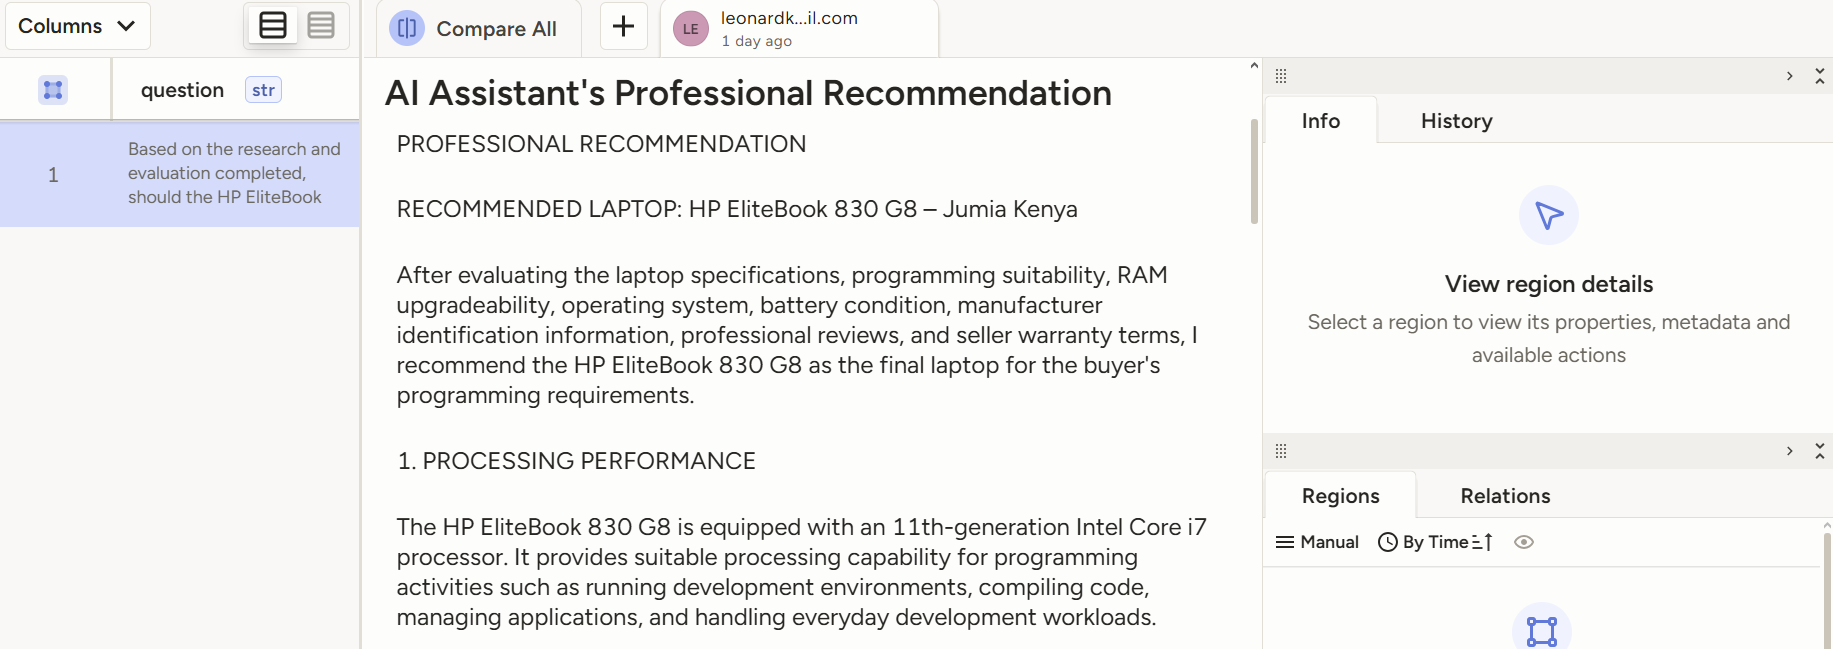 Columns
Compare All
+
LE
leonardk...il.com
1 day ago
question str
1
Based on the research and
evaluation completed,
should the HP EliteBook
AI Assistant's Professional Recommendation
PROFESSIONAL RECOMMENDATION
RECOMMENDED LAPTOP: HP EliteBook 830 G8 – Jumia Kenya
After evaluating the laptop specifications, programming suitability, RAM
upgradeability, operating system, battery condition, manufacturer
identification information, professional reviews, and seller warranty terms, I
recommend the HP EliteBook 830 G8 as the final laptop for the buyer's
programming requirements.
1. PROCESSING PERFORMANCE
The HP EliteBook 830 G8 is equipped with an 11th-generation Intel Core i7
processor. It provides suitable processing capability for programming
activities such as running development environments, compiling code,
managing applications, and handling everyday development workloads.
Info History
View region details
Select a region to view its properties, metadata and
available actions
Regions Relations
Manual By Time